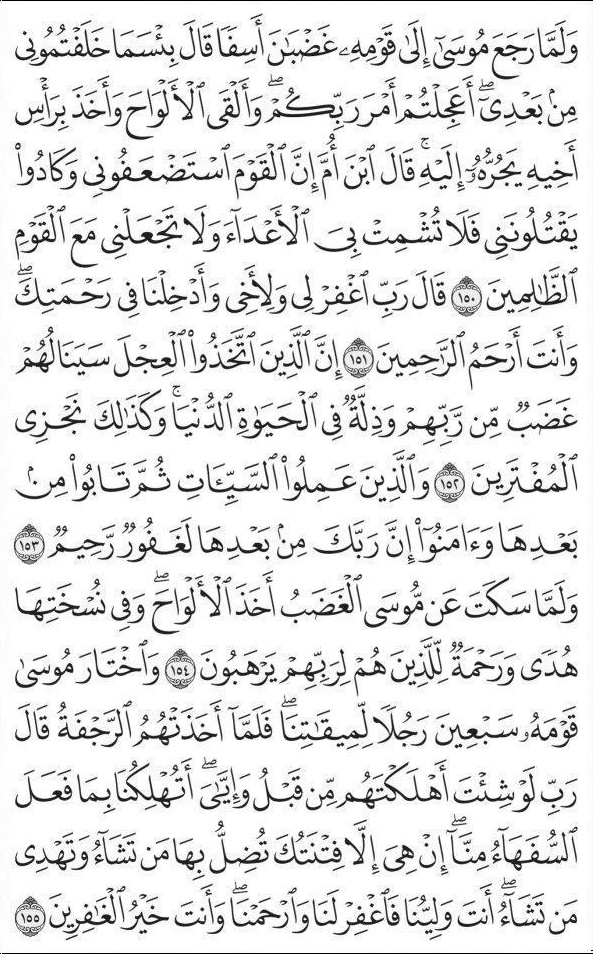 وَلَمَّا رَجَعَ مُوسَىٰٓ إِلَىٰ قَوْمِهِۦ غَضْبَٰنَ أَسِفًا قَالَ بِئْسَمَا خَلَفْتُمُونِى
مِنۢ بَعْدِىٓۖ أَعَجِلْتُمْ أَمْرَ رَبِّكُمْۖ وَأَلْقَى ٱلْأَلْوَاحَ وَأَخَذَ بِرَأْسِ
أَخِيهِ يَجُرُّهُۥٓ إِلَيْهِۚ قَالَ ٱبْنَ أُمَّ إِنَّ ٱلْقَوْمَ ٱسْتَضْعَفُونِى وَكَادُوا۟
يَقْتُلُونَنِى فَلَا تُشْمِتْ بِىَ ٱلْأَعْدَآءَ وَلَا تَجْعَلْنِى مَعَ ٱلْقَوْمِ
ٱلظَّٰلِمِينَ ١٥٠ قَالَ رَبِّ ٱغْفِرْ لِى وَلِأَخِى وَأَدْخِلْنَا فِى رَحْمَتِكَۖ
وَأَنتَ أَرْحَمُ ٱلرَّٰحِمِينَ ١٥١ إِنَّ ٱلَّذِينَ ٱتَّخَذُوا۟ ٱلْعِجْلَ سَيَنَالُهُمْ
غَضَبٌ مِّن رَّبِّهِمْ وَذِلَّةٌ فِى ٱلْحَيَوٰةِ ٱلدُّنْيَاۚ وَكَذَٰلِكَ نَجْزِى
ٱلْمُفْتَرِينَ ١٥٢ وَٱلَّذِينَ عَمِلُوا۟ ٱلسَّيِّـَٔاتِ ثُمَّ تَابُوا۟ مِنۢ
بَعْدِهَا وَءَامَنُوٓا۟ إِنَّ رَبَّكَ مِنۢ بَعْدِهَا لَغَفُورٌ رَّحِيمٌ ١٥٣
وَلَمَّا سَكَتَ عَن مُّوسَى ٱلْغَضَبُ أَخَذَ ٱلْأَلْوَاحَۖ وَفِى نُسْخَتِهَا
هُدًى وَرَحْمَةٌ لِّلَّذِينَ هُمْ لِرَبِّهِمْ يَرْهَبُونَ ١٥٤ وَٱخْتَارَ مُوسَىٰ
قَوْمَهُۥ سَبْعِينَ رَجُلًا لِّمِيقَٰتِنَاۖ فَلَمَّآ أَخَذَتْهُمُ ٱلرَّجْفَةُ قَالَ
رَبِّ لَوْ شِئْتَ أَهْلَكْتَهُم مِّن قَبْلُ وَإِيَّٰىَۖ أَتُهْلِكُنَا بِمَا فَعَلَ
ٱلسُّفَهَآءُ مِنَّآۖ إِنْ هِىَ إِلَّا فِتْنَتُكَ تُضِلُّ بِهَا مَن تَشَآءُ وَتَهْدِى
مَن تَشَآءُۖ أَنتَ وَلِيُّنَا فَٱغْفِرْ لَنَا وَٱرْحَمْنَاۖ وَأَنتَ خَيْرُ ٱلْغَٰفِرِينَ ١٥٥